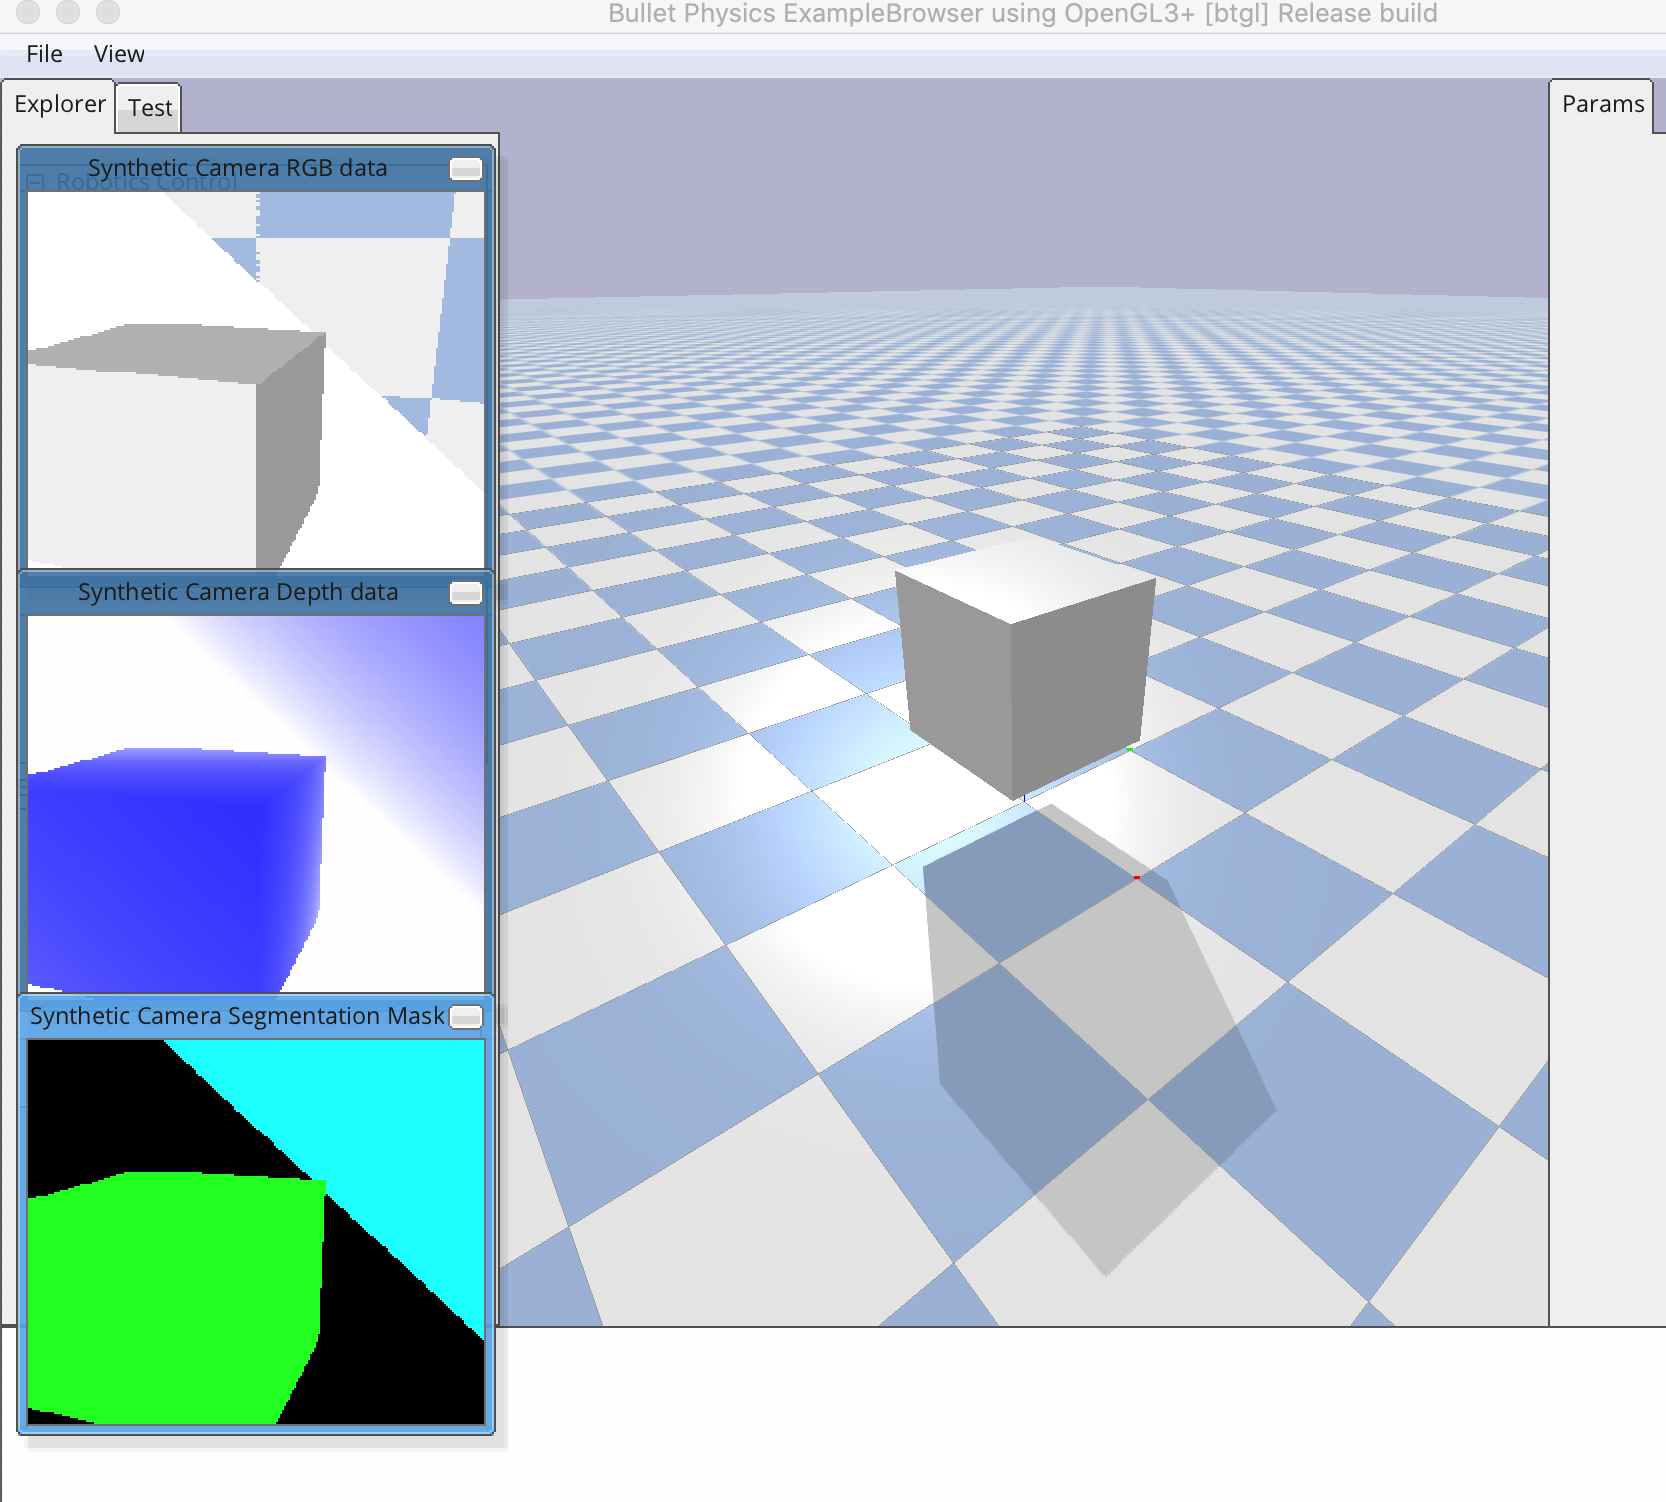 Bullet Physics ExampleBrowser using OpenGL3+ [btgl] Release build
File View
Explorer Test Params
Synthetic Camera RGB data
Robotics Control
Synthetic Camera Depth data
Synthetic Camera Segmentation Mask